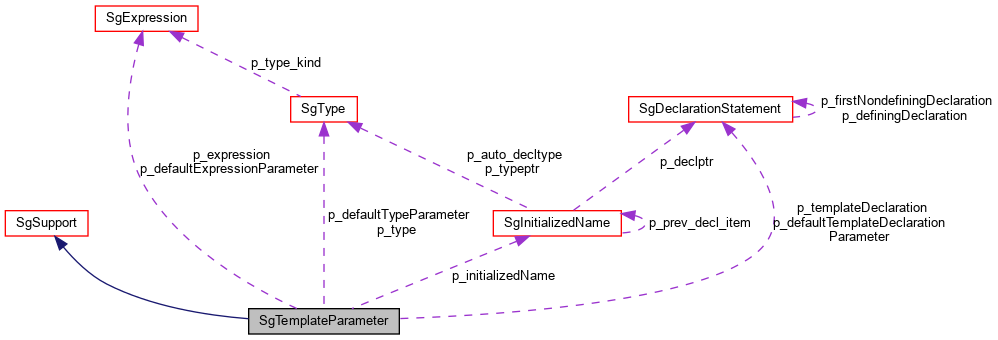 SgExpression
p_type_kind
SgType
SgDeclarationStatement
p_firstNondefiningDeclaration
p_definingDeclaration
p_expression
p_defaultExpressionParameter
p_auto_decltype
p_typeptr
p_declptr
SgSupport
p_defaultTypeParameter
p_type
SgInitializedName
p_prev_decl_item
p_templateDeclaration
p_defaultTemplateDeclaration
Parameter
p_initializedName
SgTemplateParameter